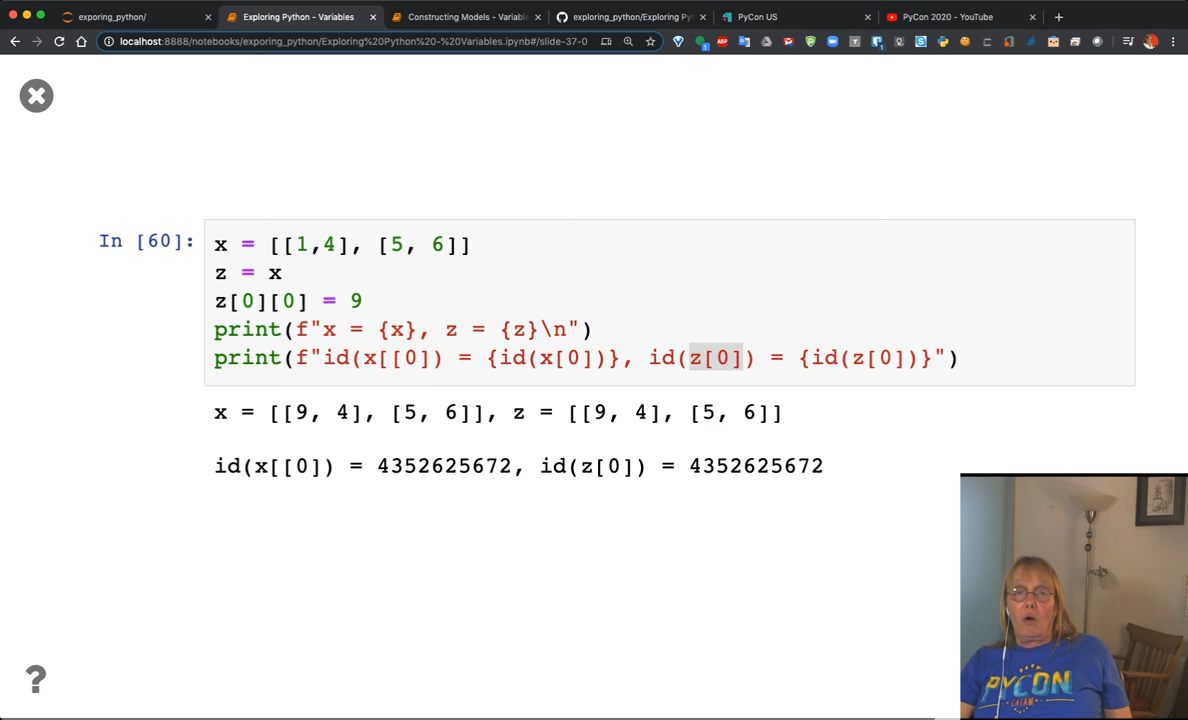 exporing_python/
Exploring Python - Variables
Constructing Models - Variabl
exploring_python/Exploring Py
PyCon US
PyCon 2020 - YouTube
localhost:8888/notebooks/exporing_python/Exploring%20Python%20-%20Variables.ipynb#/slide-37-0
In [60]:
x = [[1,4], [5, 6]]
z = x
z[0][0] = 9
print(f"x = {x}, z = {z}\n")
print(f"id(x[[0]) = {id(x[0])}, id(z[0]) = {id(z[0])}")
x = [[9, 4], [5, 6]], z = [[9, 4], [5, 6]]
id(x[[0]) = 4352625672, id(z[0]) = 4352625672
?
PYCON
LATAM